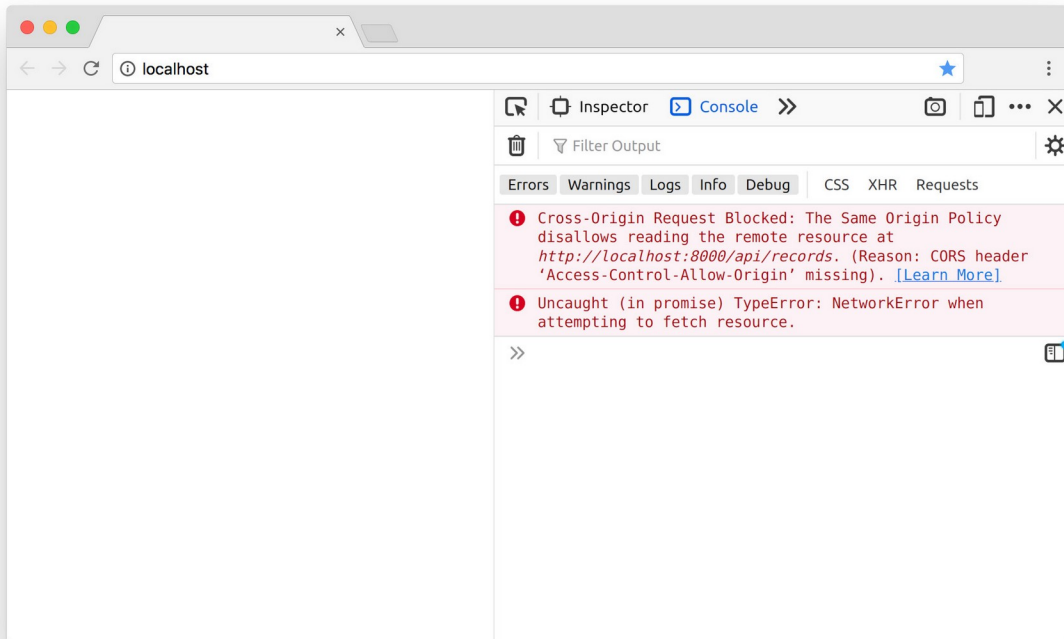 localhost
Inspector Console
Filter Output
Errors Warnings Logs Info Debug CSS XHR Requests
Cross-Origin Request Blocked: The Same Origin Policy
disallows reading the remote resource at
http://localhost:8000/api/records. (Reason: CORS header
‘Access-Control-Allow-Origin’ missing). [Learn More]
Uncaught (in promise) TypeError: NetworkError when
attempting to fetch resource.